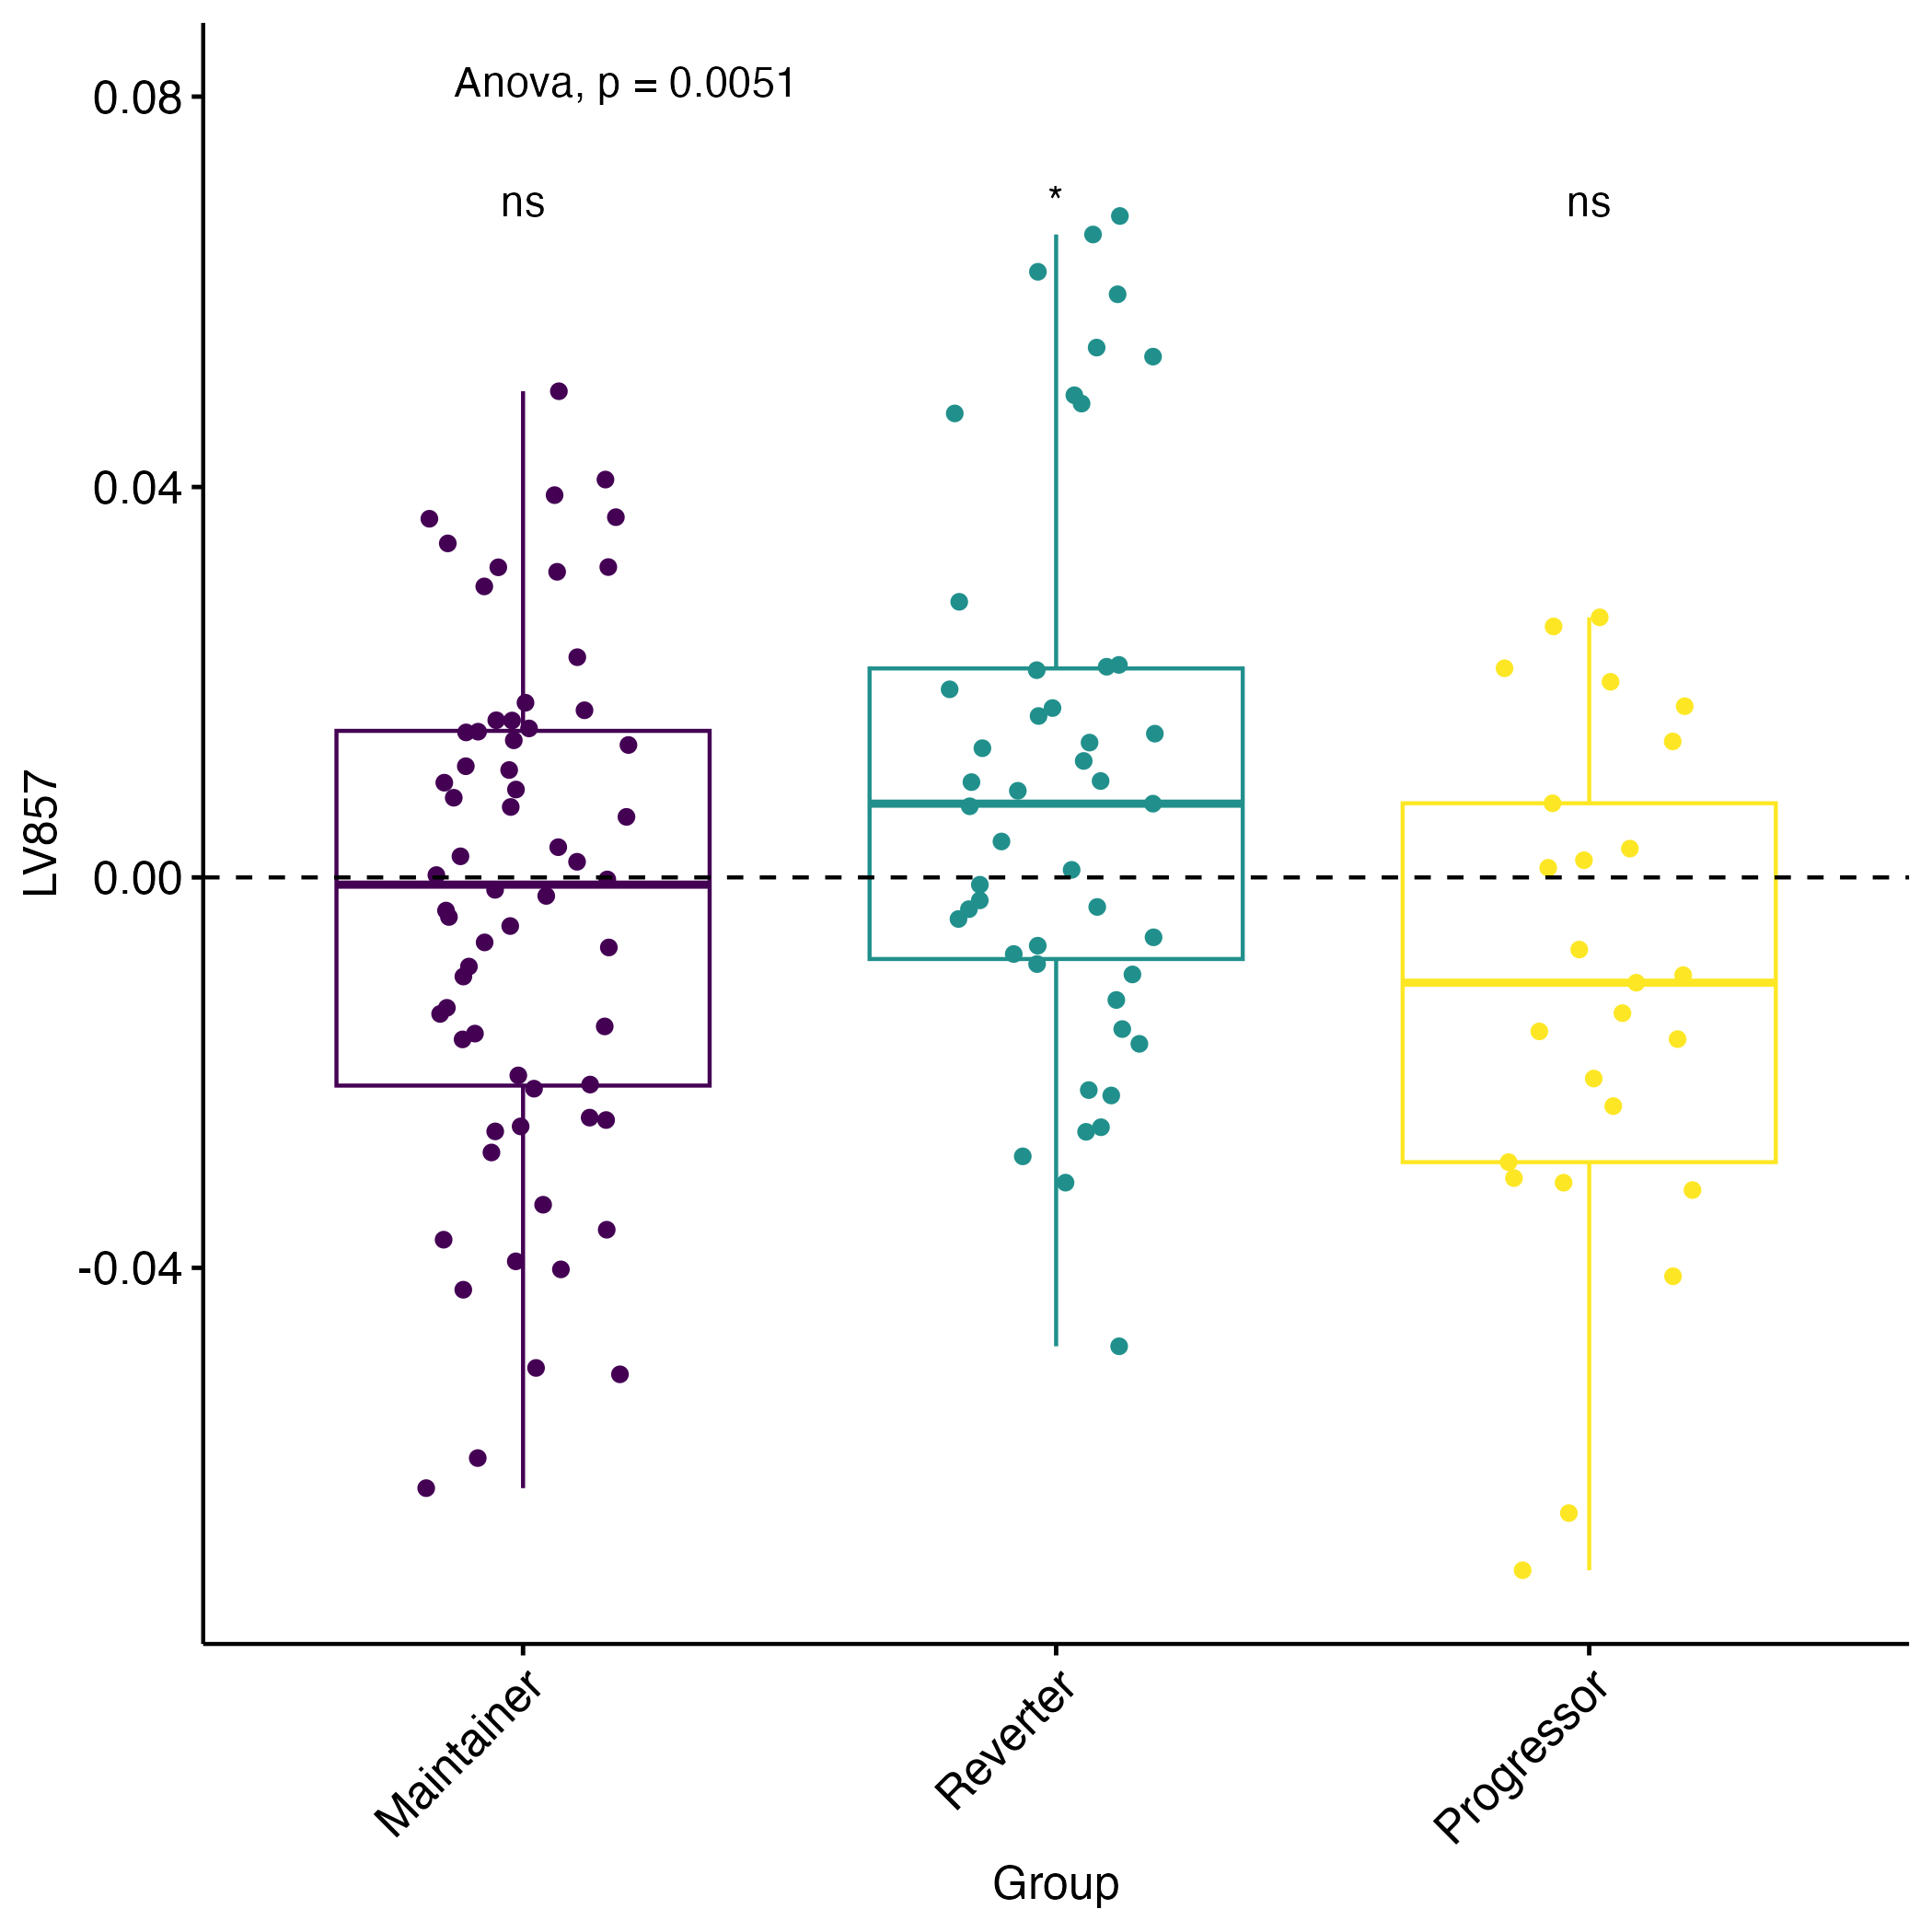 Anova, p = 0.0051
ns * ns
0.08
0.04
0.00
-0.04
LV857
Maintainer
Reverter
Progressor
Group